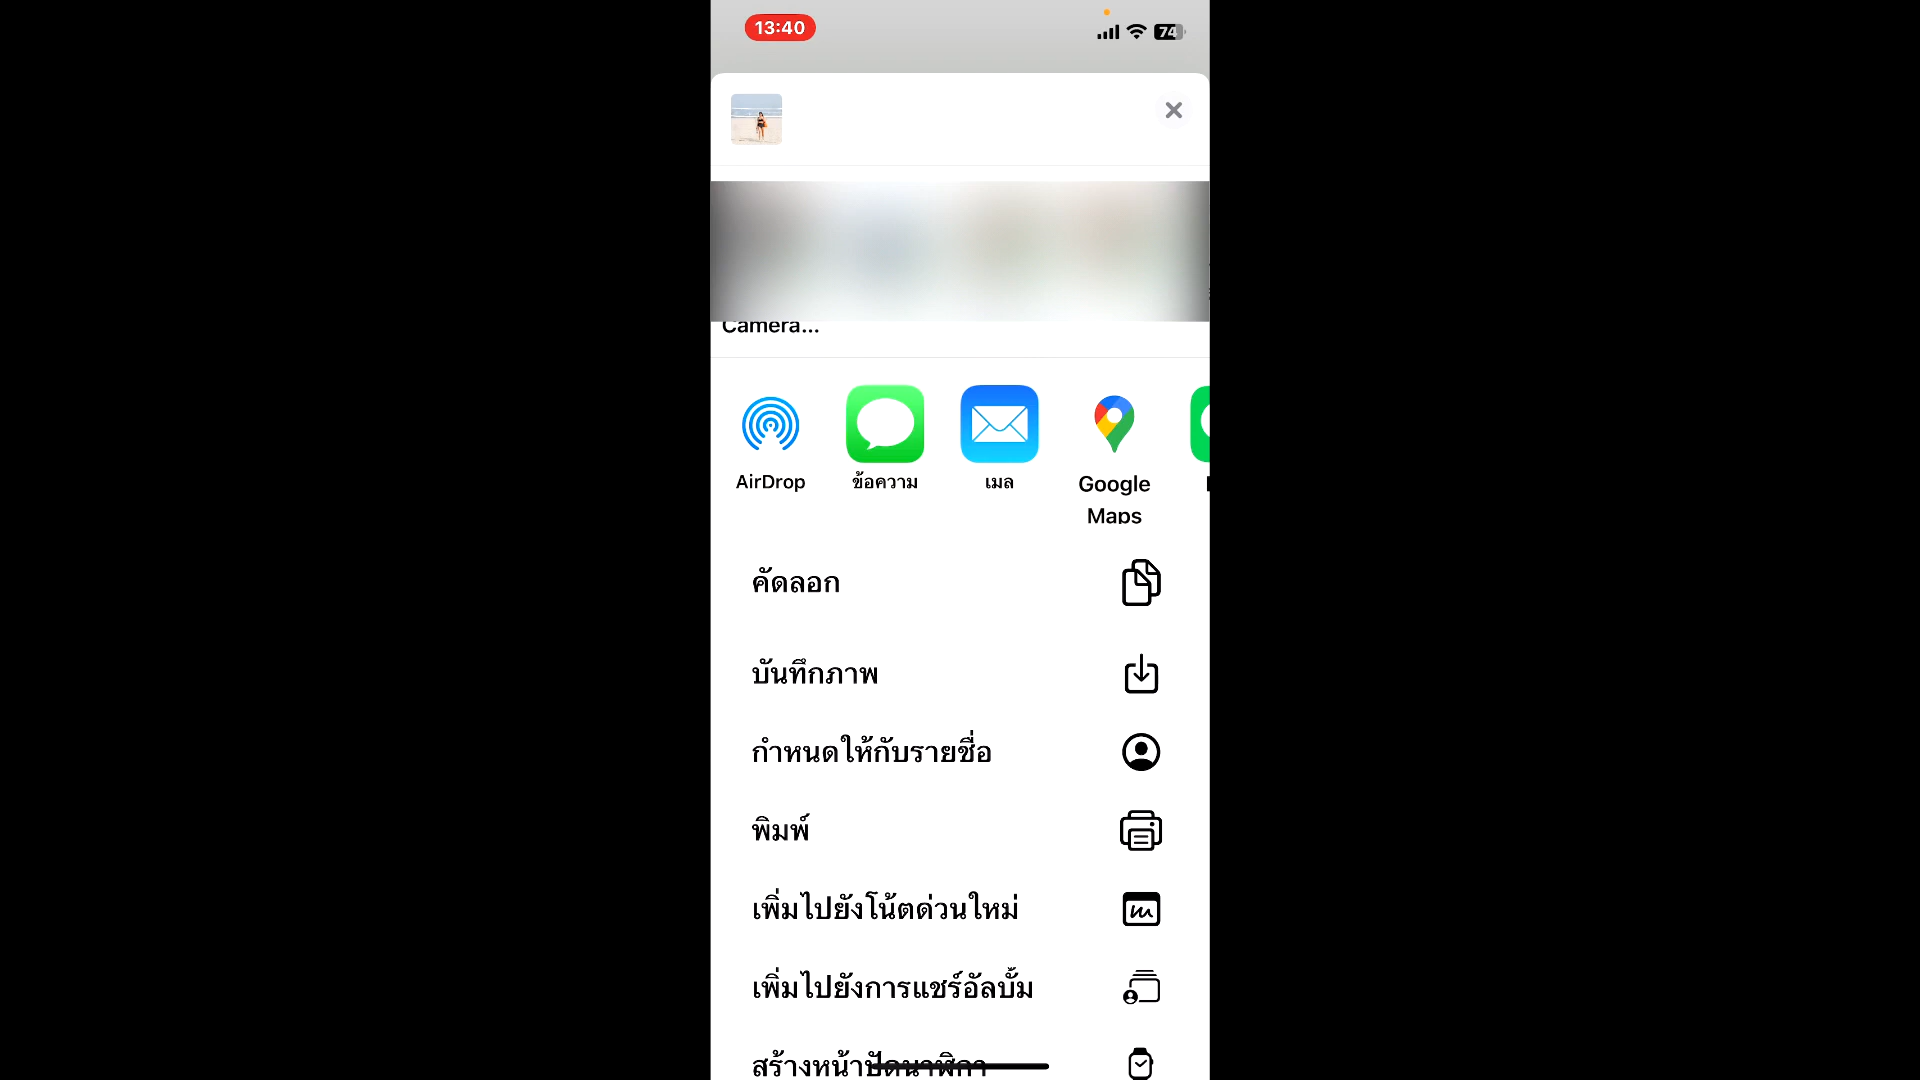 13:40
74
Camera...
AirDrop
ข้อความ
เมล
Google
Maps
คัดลอก
บันทึกภาพ
กำหนดให้กับรายชื่อ
พิมพ์
เพิ่มไปยังโน้ตด่วนใหม่
เพิ่มไปยังการแชร์อัลบั้ม
สร้างหน้าปัดนาฬิกา